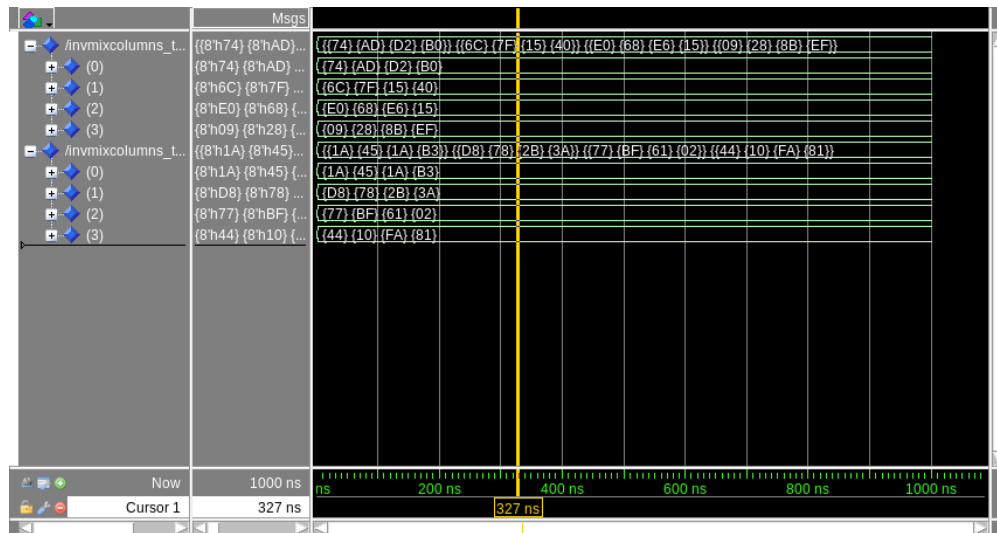 Msgs
/invmixcolumns_t... {{8'h74} {8'hAD}... {{74} {AD} {D2} {B0}} {{6C} {7F} {15} {40}} {{E0} {68} {E6} {15}} {{09} {28} {8B} {EF}}
(0) {8'h74} {8'hAD} ... {74} {AD} {D2} {B0}
(1) {8'h6C} {8'h7F} ... {6C} {7F} {15} {40}
(2) {8'hE0} {8'h68} {... {E0} {68} {E6} {15}
(3) {8'h09} {8'h28} {... {09} {28} {8B} {EF}
/invmixcolumns_t... {{8'h1A} {8'h45}... {{1A} {45} {1A} {B3}} {{D8} {78} {2B} {3A}} {{77} {BF} {61} {02}} {{44} {10} {FA} {81}}
(0) {8'h1A} {8'h45} {... {1A} {45} {1A} {B3}
(1) {8'hD8} {8'h78} {... {D8} {78} {2B} {3A}
(2) {8'h77} {8'hBF} {... {77} {BF} {61} {02}
(3) {8'h44} {8'h10} {... {44} {10} {FA} {81}
Now 1000 ns ns 200 ns 400 ns 600 ns 800 ns 1000 ns
Cursor 1 327 ns 327 ns